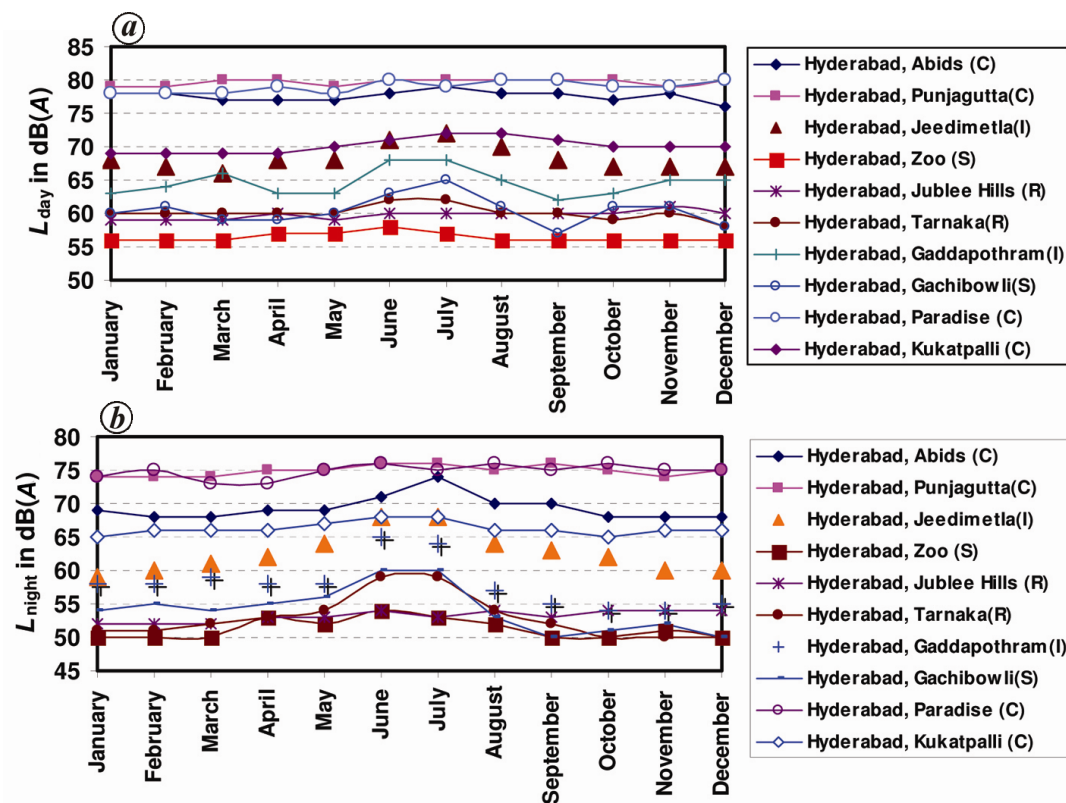 a
L_day in dB(A)
85
80
75
70
65
60
55
50
January
February
March
April
May
June
July
August
September
October
November
December
Hyderabad, Abids (C)
Hyderabad, Punjagutta(C)
Hyderabad, Jeedimetla(I)
Hyderabad, Zoo (S)
Hyderabad, Jublee Hills (R)
Hyderabad, Tarnaka(R)
Hyderabad, Gaddapothram(I)
Hyderabad, Gachibowli(S)
Hyderabad, Paradise (C)
Hyderabad, Kukatpalli (C)
b
L_night in dB(A)
80
75
70
65
60
55
50
45
January
February
March
April
May
June
July
August
September
October
November
December
Hyderabad, Abids (C)
Hyderabad, Punjagutta(C)
Hyderabad, Jeedimetla(I)
Hyderabad, Zoo (S)
Hyderabad, Jublee Hills (R)
Hyderabad, Tarnaka(R)
Hyderabad, Gaddapothram(I)
Hyderabad, Gachibowli(S)
Hyderabad, Paradise (C)
Hyderabad, Kukatpalli (C)